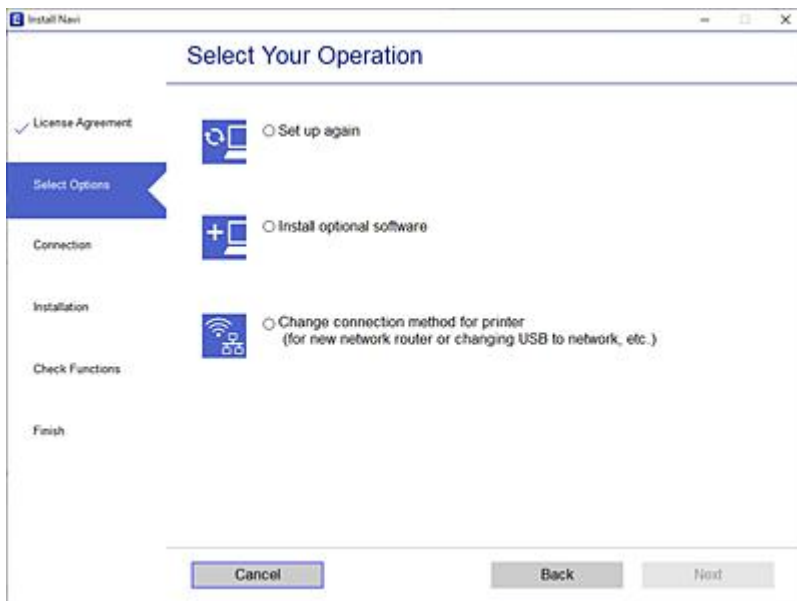 E Install Navi
Select Your Operation
License Agreement
Select Options
Connection
Installation
Check Functions
Finish
Set up again
Install optional software
Change connection method for printer
(for new network router or changing USB to network, etc.)
Cancel
Back
Next